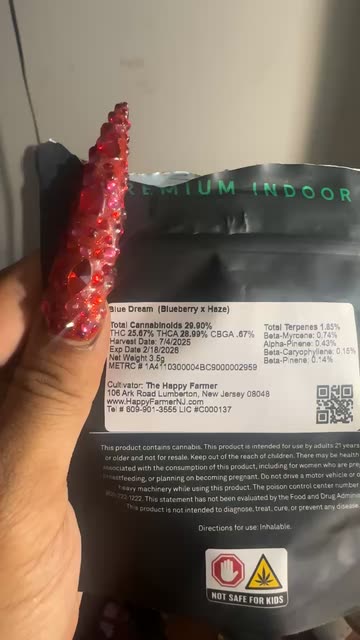 PREMIUM INDOOR
Blue Dream (Blueberry x Haze)
Total Cannabinoids 29.90%
THC 25.67% THCA 28.99% CBGA .67%
Harvest Date: 7/4/2025
Exp Date 2/18/2026
Net Weight 3.5g
METRC # 1A4110300004BC9000002959
Total Terpenes 1.85%
Beta-Myrcene: 0.74%
Alpha-Pinene: 0.43%
Beta-Caryophyllene: 0.15%
Beta-Pinene: 0.14%
Cultivator: The Happy Farmer
106 Ark Road Lumberton, New Jersey 08048
www.HappyFarmerNJ.com
Tel # 609-901-3555 LIC #C000137
This product contains cannabis. This product is intended for use by adults 21 years
or older and not for resale. Keep out of the reach of children. There may be health
associated with the consumption of this product, including for women who are
breastfeeding, or planning on becoming pregnant. Do not drive a motor vehicle or
heavy machinery while using this product. The poison control center number
222-1222. This statement has not been evaluated by the Food and Drug
This product is not intended to diagnose, treat, cure, or prevent any disease.
Directions for use: Inhalable.
NOT SAFE FOR KIDS